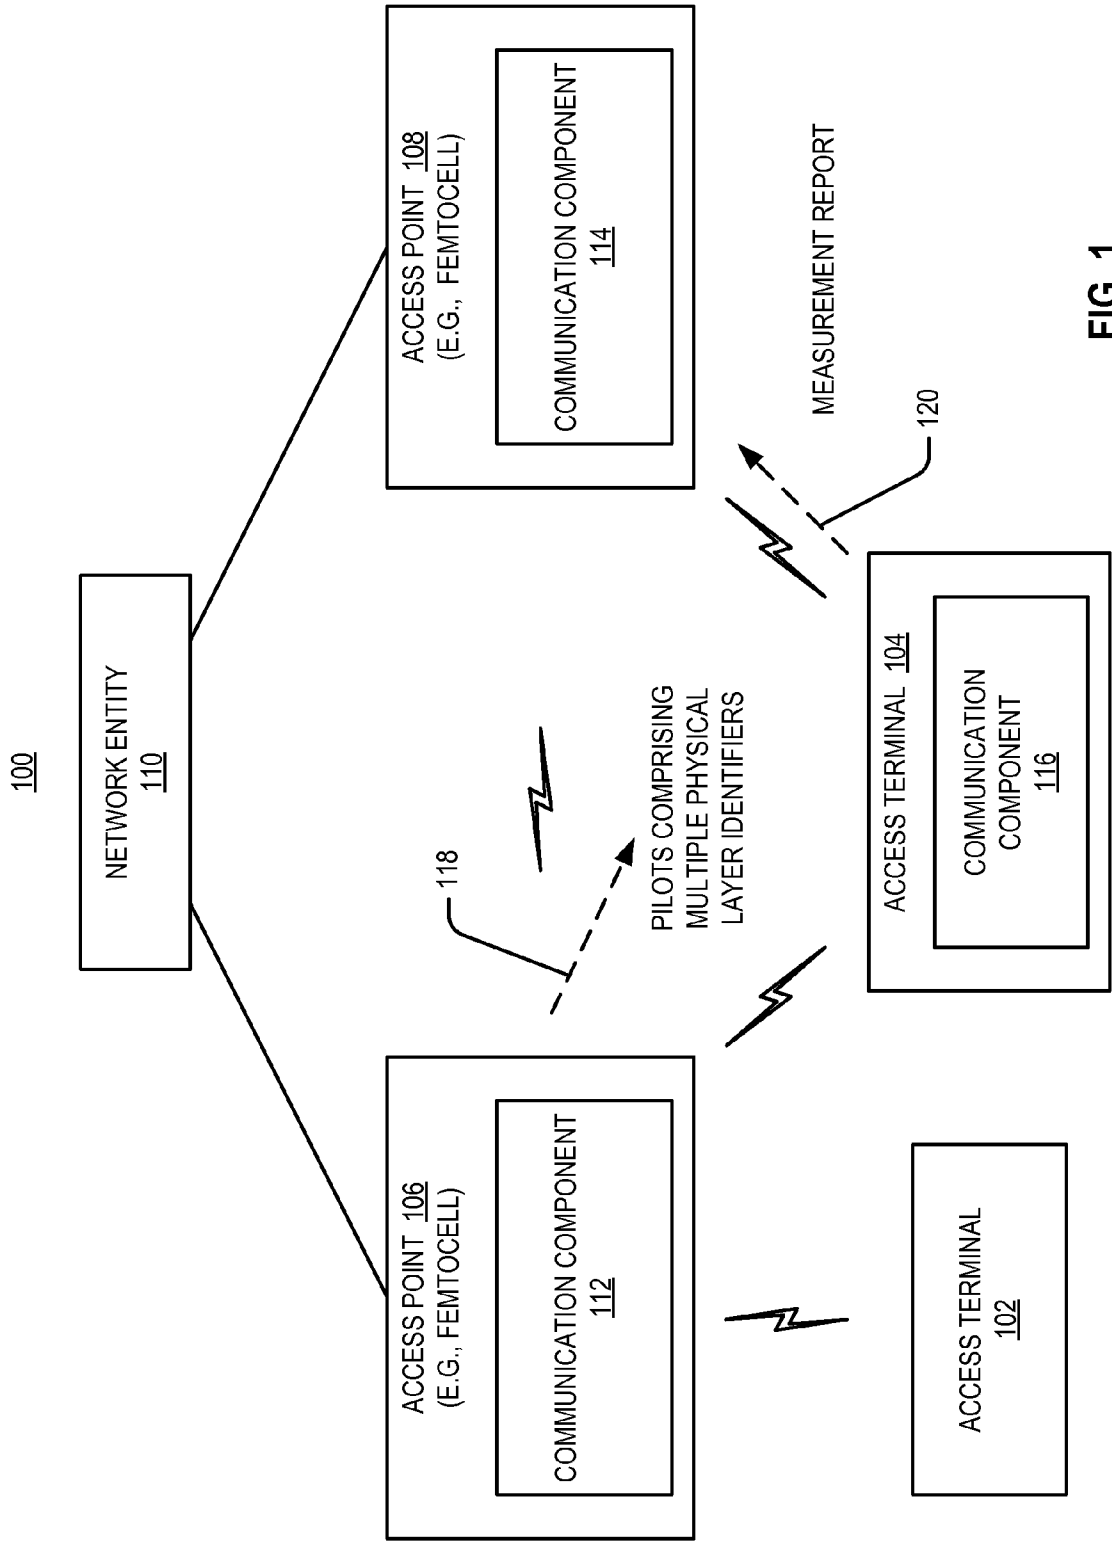 100
NETWORK ENTITY
110
ACCESS POINT 106
(E.G., FEMTOCELL)
COMMUNICATION COMPONENT
112
ACCESS POINT 108
(E.G., FEMTOCELL)
COMMUNICATION COMPONENT
114
118
PILOTS COMPRISING
MULTIPLE PHYSICAL
LAYER IDENTIFIERS
MEASUREMENT REPORT
120
ACCESS TERMINAL
102
ACCESS TERMINAL 104
COMMUNICATION
COMPONENT
116
FIG. 1